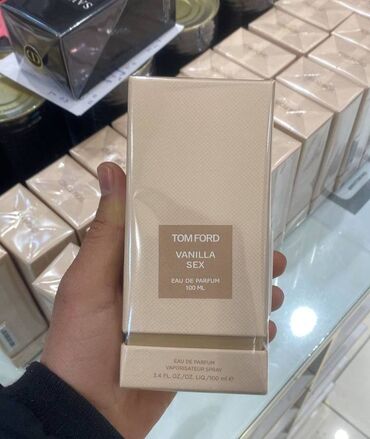 TOM FORD
VANILLA
SEX
EAU DE PARFUM
100 ML
EAU DE PARFUM
VAPORISATEUR SPRAY
3.4 FL.OZ./OZ. LIQ./100 ml e